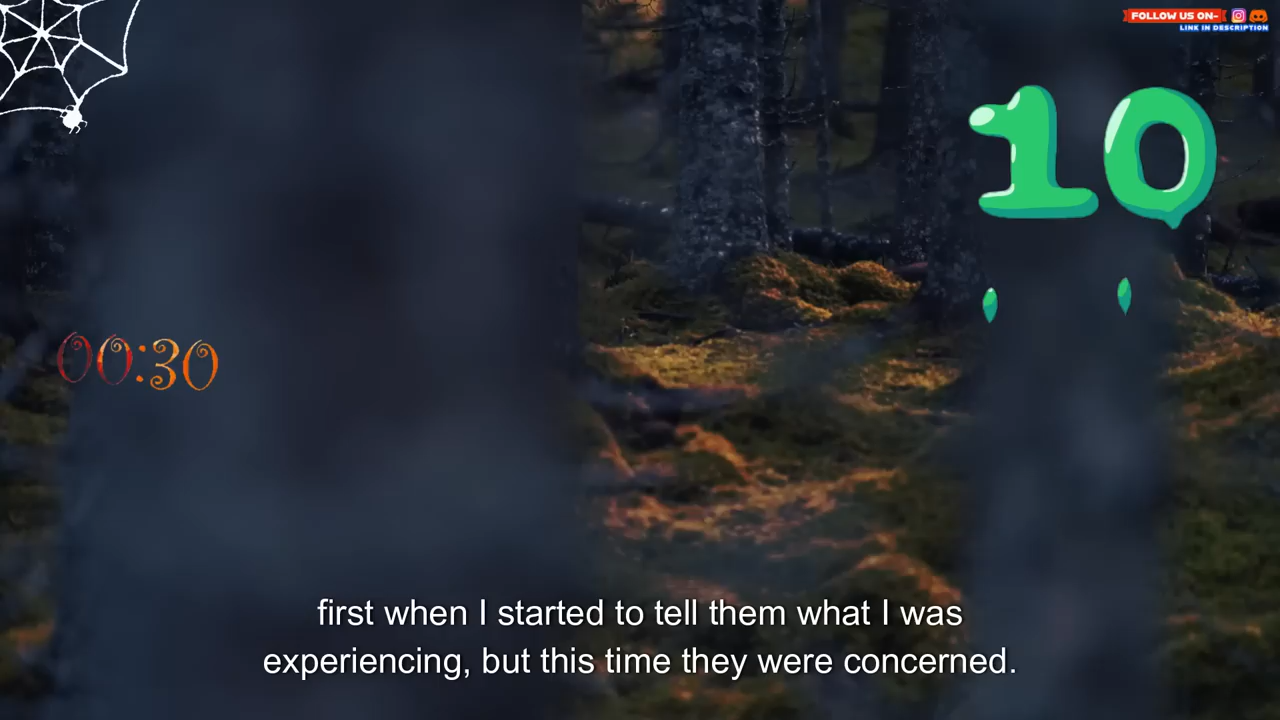 FOLLOW US ON-
LINK IN DESCRIPTION
10
00:30
first when I started to tell them what I was
experiencing, but this time they were concerned.